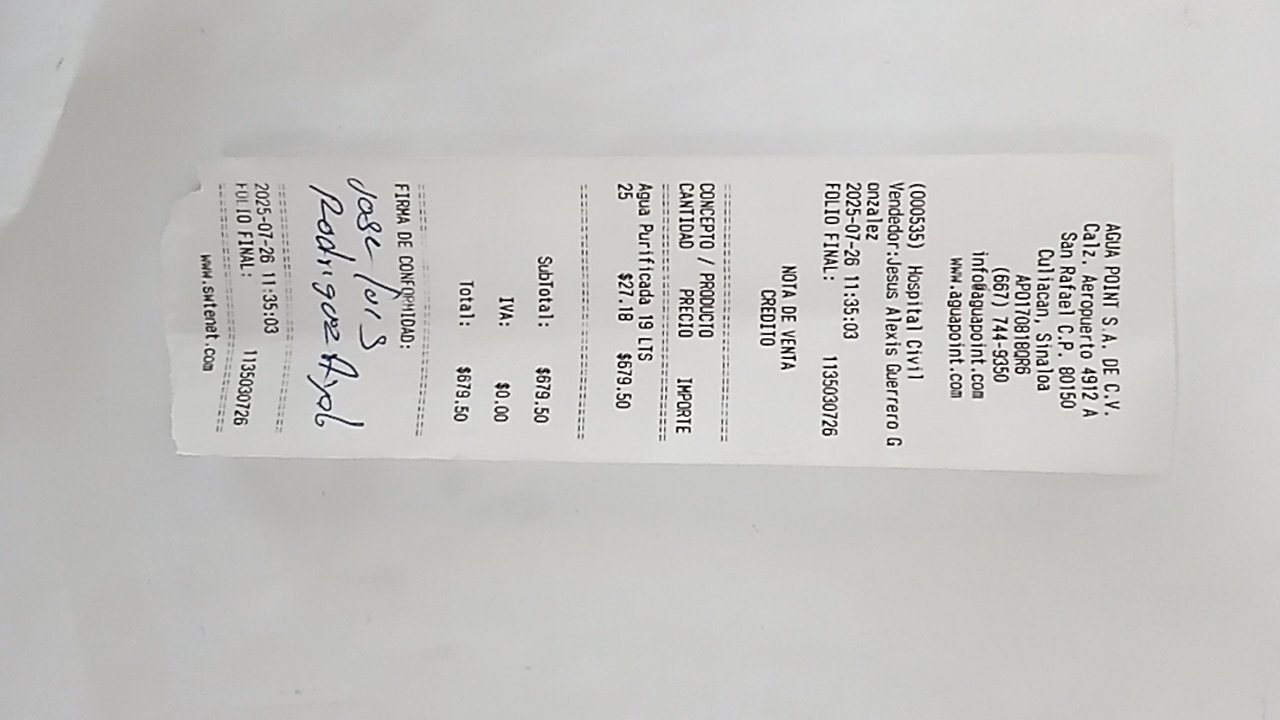 AGUA POINT S.A. DE C.V.
Calz. Aeropuerto 4912 A
San Rafael C.P. 80150
Culiacan, Sinaloa
APO170818QR6
(667) 744-9350
info@aguapoint.com
www.aguapoint.com
(000535) Hospital Civil
Vendedor:Jesus Alexis Guerrero G
onzalez
2025-07-26 11:35:03
FOLIO FINAL: 1135030726
NOTA DE VENTA
CREDITO
================================
CONCEPTO / PRODUCTO
CANTIDAD PRECIO IMPORTE
================================
Agua Purificada 19 LTS
25 $27.18 $679.50
================================
SubTotal: $679.50
IVA: $0.00
Total: $679.50
================================
FIRMA DE CONFORMIDAD:
Jose Luis
Rodriguez
================================
2025-07-26 11:35:03
FOLIO FINAL: 1135030726
================================
www.swtenet.com